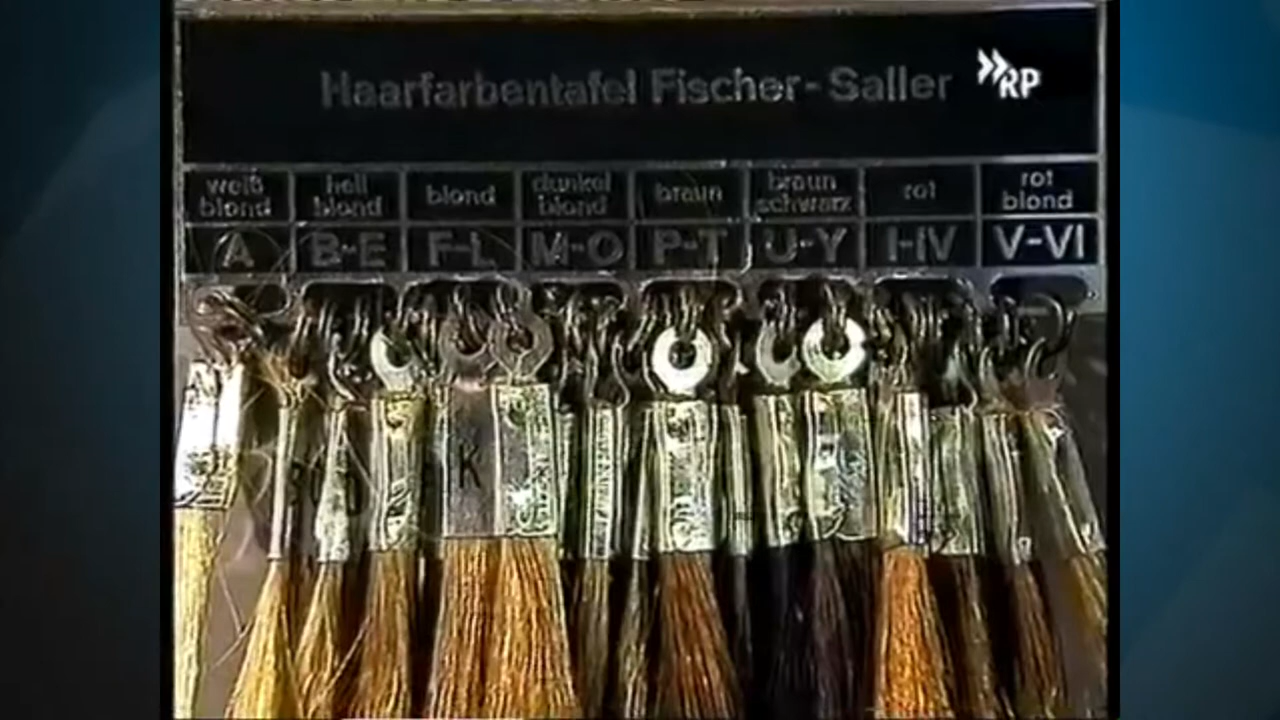 Haarfarbentafel Fischer-Saller
RP
weiß blond
hell blond
blond
dunkel blond
braun
braun schwarz
rot
rot blond
A
B-E
F-L
M-O
P-T
U-Y
I-IV
V-VI
K